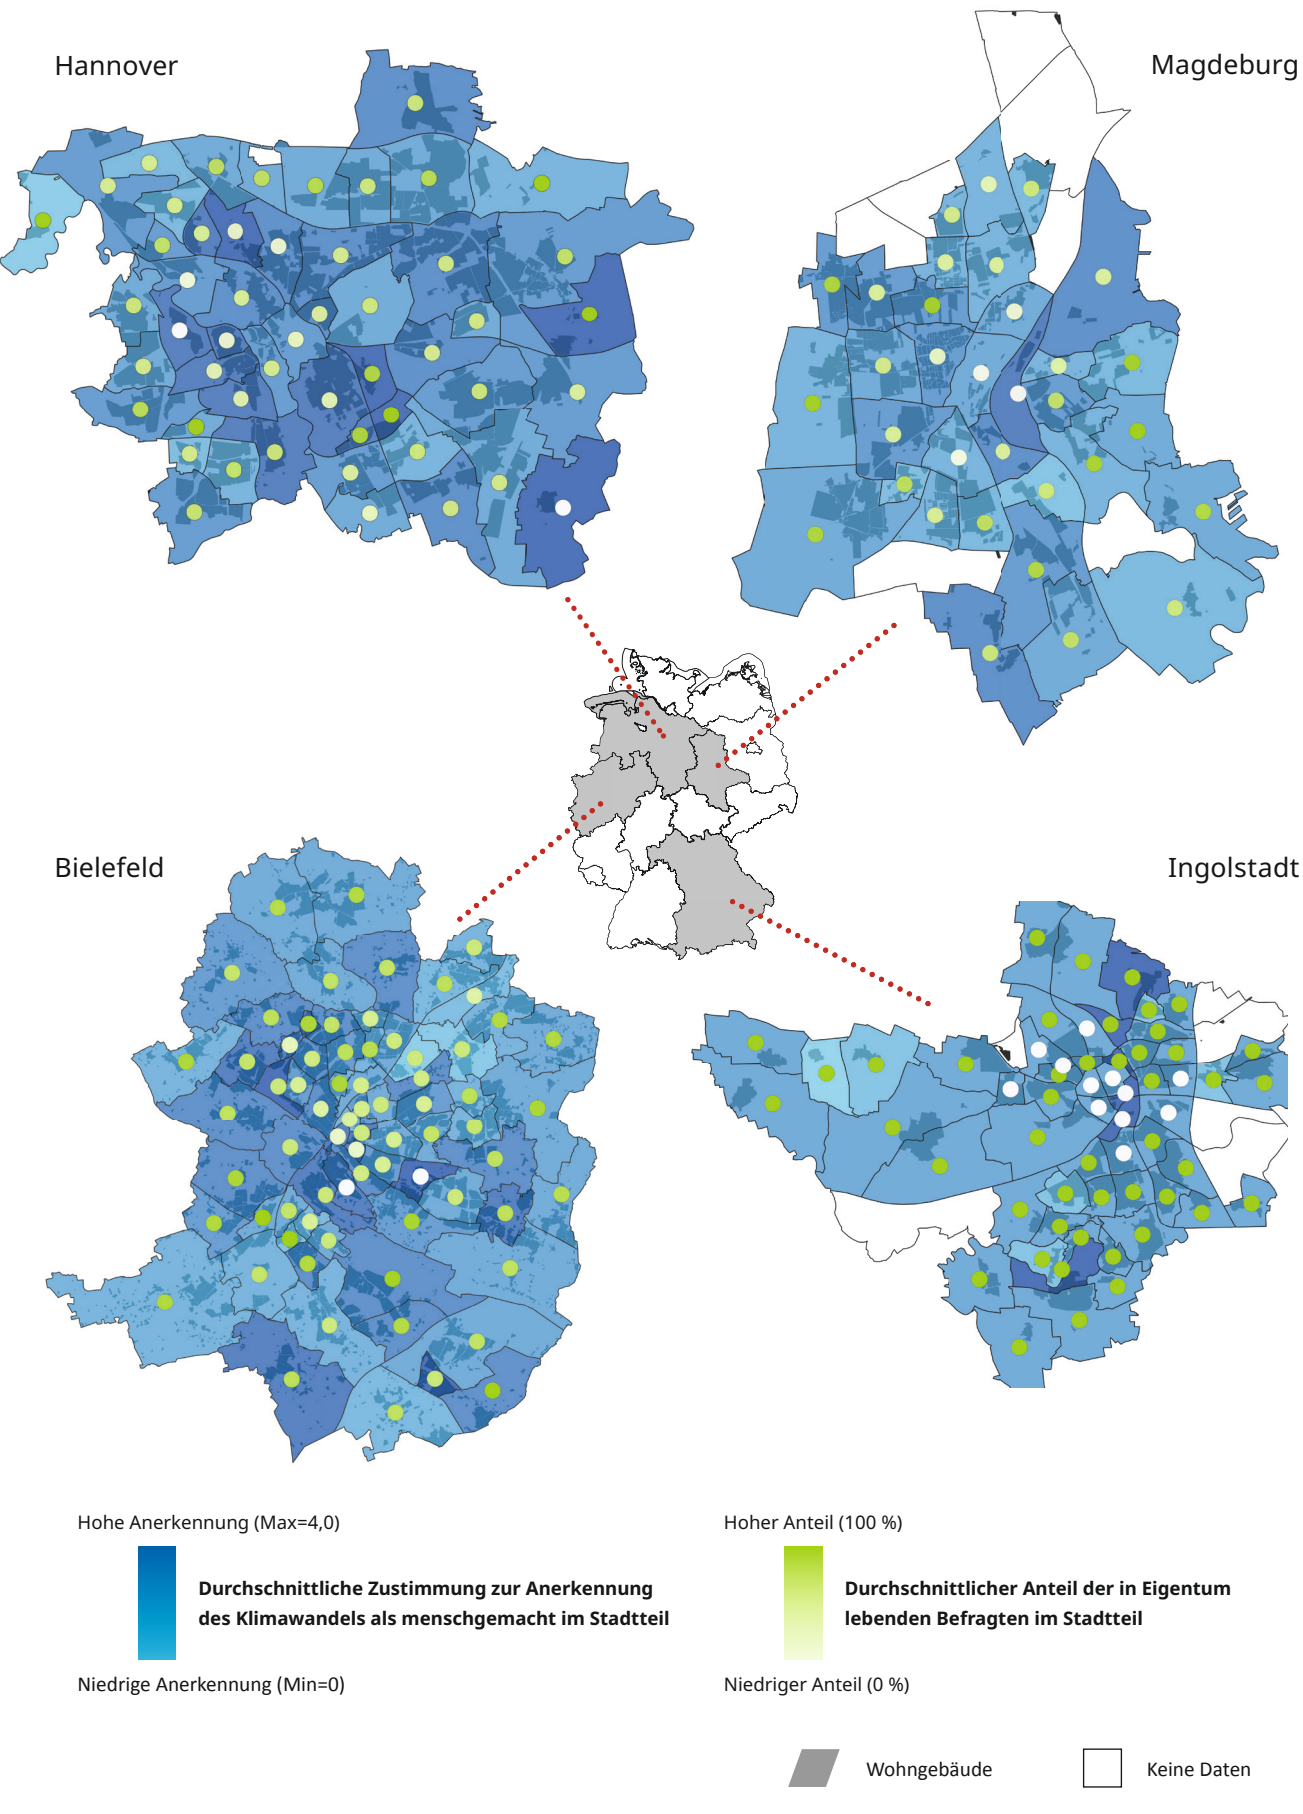 Hannover
Magdeburg
Bielefeld
Ingolstadt
Hohe Anerkennung (Max=4,0)
Durchschnittliche Zustimmung zur Anerkennung
des Klimawandels als menschgemacht im Stadtteil
Niedrige Anerkennung (Min=0)
Hoher Anteil (100 %)
Durchschnittlicher Anteil der in Eigentum
lebenden Befragten im Stadtteil
Niedriger Anteil (0 %)
Wohngebäude
Keine Daten